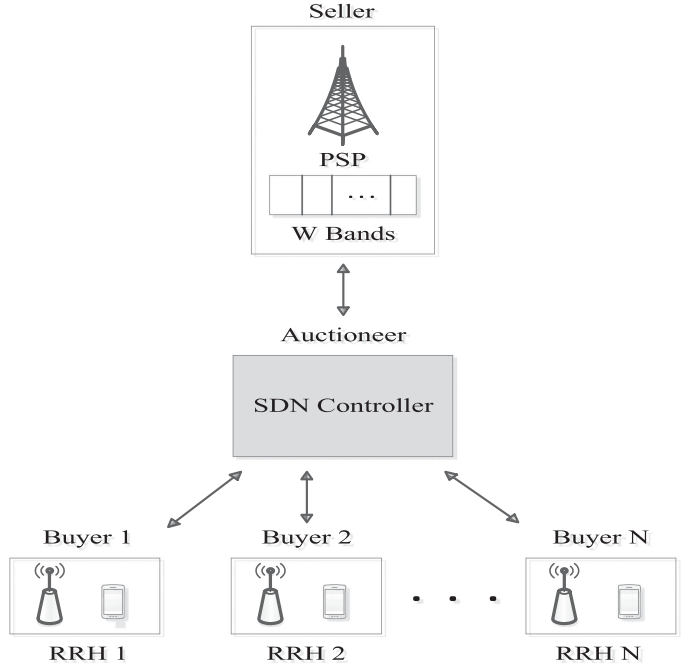 Seller
PSP
...
W Bands
Auctioneer
SDN Controller
Buyer 1 Buyer 2 Buyer N
. . .
RRH 1 RRH 2 RRH N